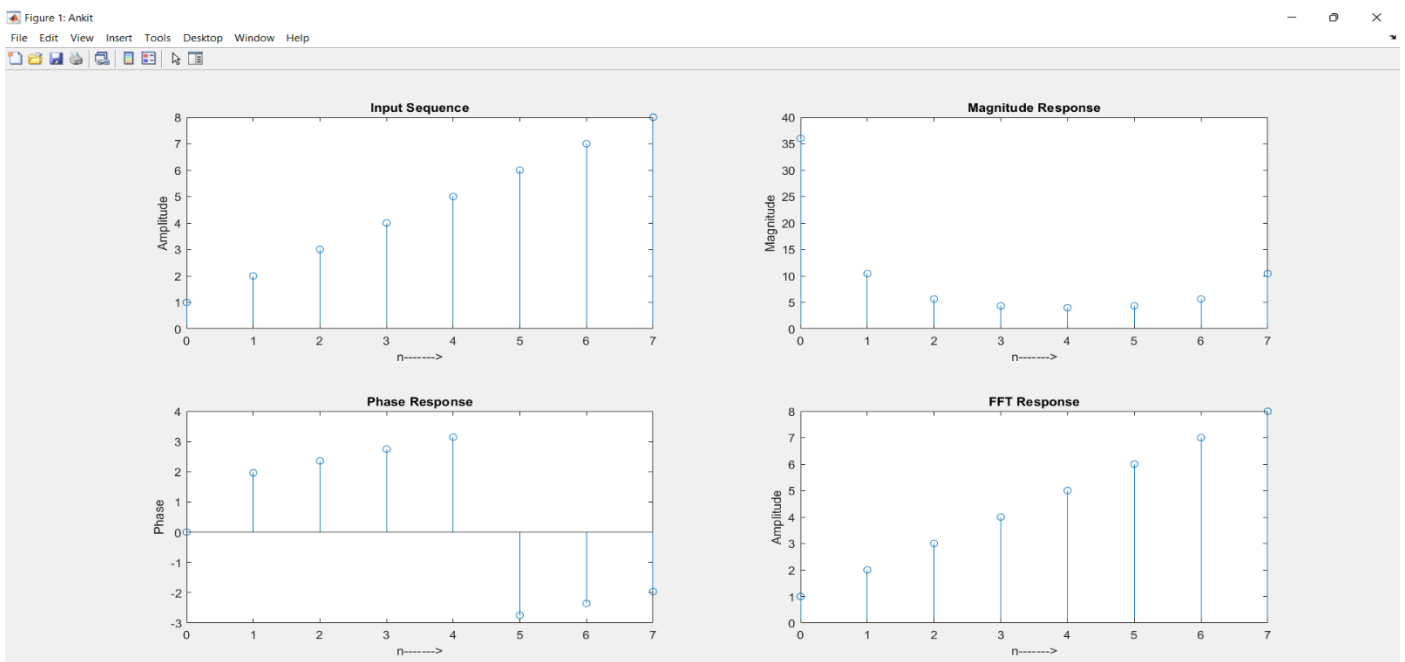 Figure 1: Ankit
File Edit View Insert Tools Desktop Window Help
Input Sequence
8
7
6
5
4
3
2
1
0
Amplitude
0 1 2 3 4 5 6 7
n------->
Magnitude Response
40
35
30
25
20
15
10
5
0
Magnitude
0 1 2 3 4 5 6 7
n------->
Phase Response
4
3
2
1
0
-1
-2
-3
Phase
0 1 2 3 4 5 6 7
n------->
FFT Response
8
7
6
5
4
3
2
1
0
Amplitude
0 1 2 3 4 5 6 7
n------->